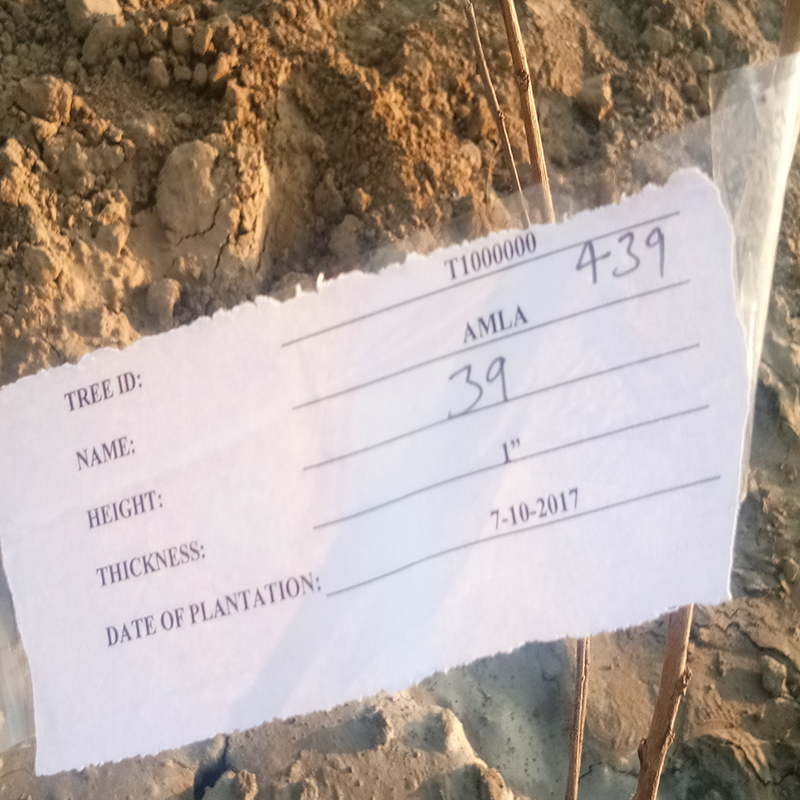 TREE ID: T1000000 439
NAME: AMLA
HEIGHT: 39
THICKNESS: 1”
DATE OF PLANTATION: 7-10-2017